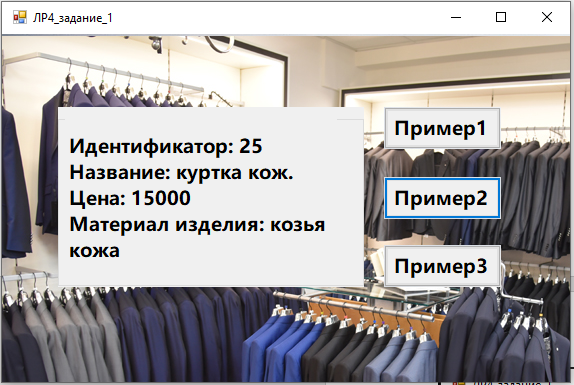 ЛР4_задание_1
Идентификатор: 25
Название: куртка кож.
Цена: 15000
Материал изделия: козья
кожа
Пример1
Пример2
Пример3